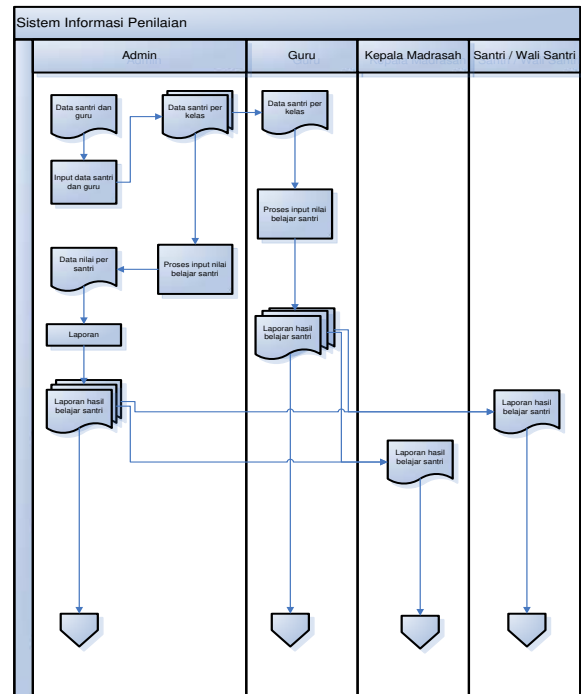 Sistem Informasi Penilaian
Admin
Guru
Kepala Madrasah
Santri / Wali Santri
Data santri dan
guru
Data santri per
kelas
Data santri per
kelas
Input data santri
dan guru
Proses input nilai
belajar santri
Data nilai per
santri
Proses input nilai
belajar santri
Laporan
Laporan hasil
belajar santri
Laporan hasil
belajar santri
Laporan hasil
belajar santri
Laporan hasil
belajar santri